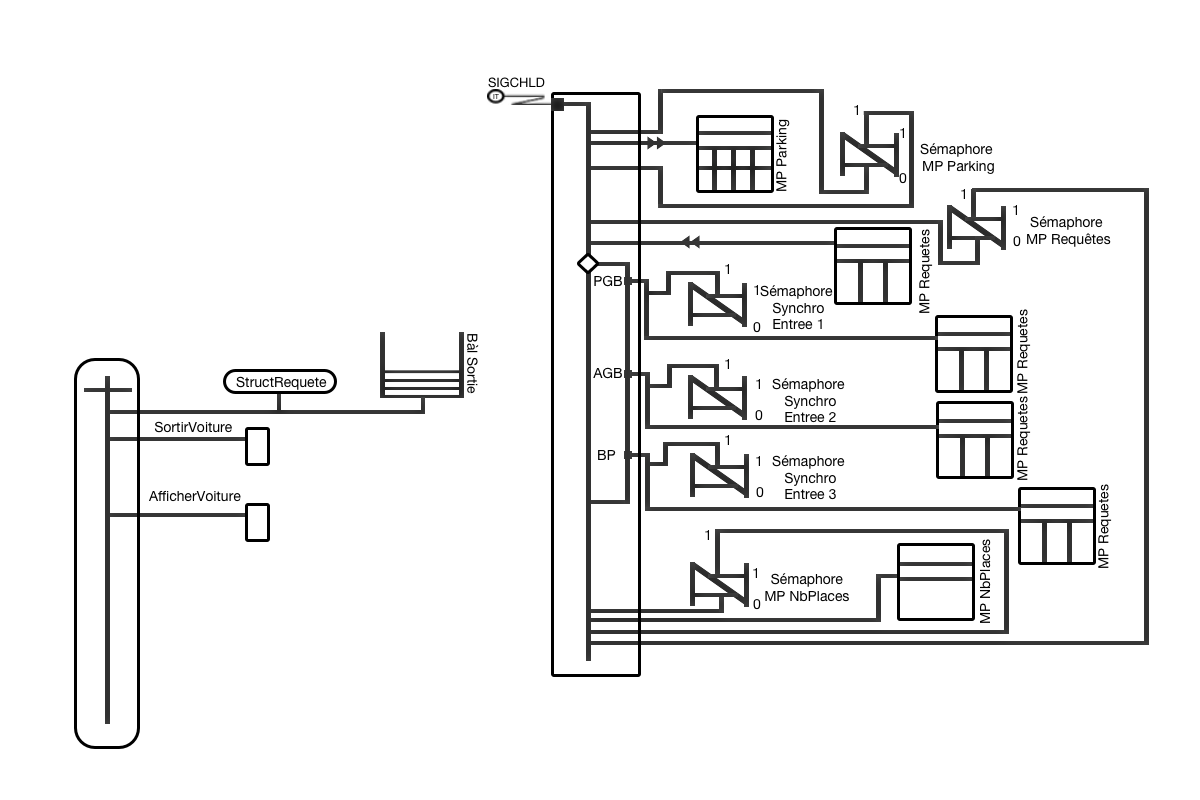 SIGCHLD
IT
1
1
0
MP Parking
Sémaphore
MP Parking
1
1
0
Sémaphore
MP Requêtes
MP Requetes
PGB
1
1
0
Sémaphore
Synchro
Entree 1
MP Requetes
AGB
1
1
0
Sémaphore
Synchro
Entree 2
MP Requetes
BP
1
1
0
Sémaphore
Synchro
Entree 3
MP Requetes
1
1
0
Sémaphore
MP NbPlaces
MP NbPlaces
Bàl Sortie
StructRequete
SortirVoiture
AfficherVoiture